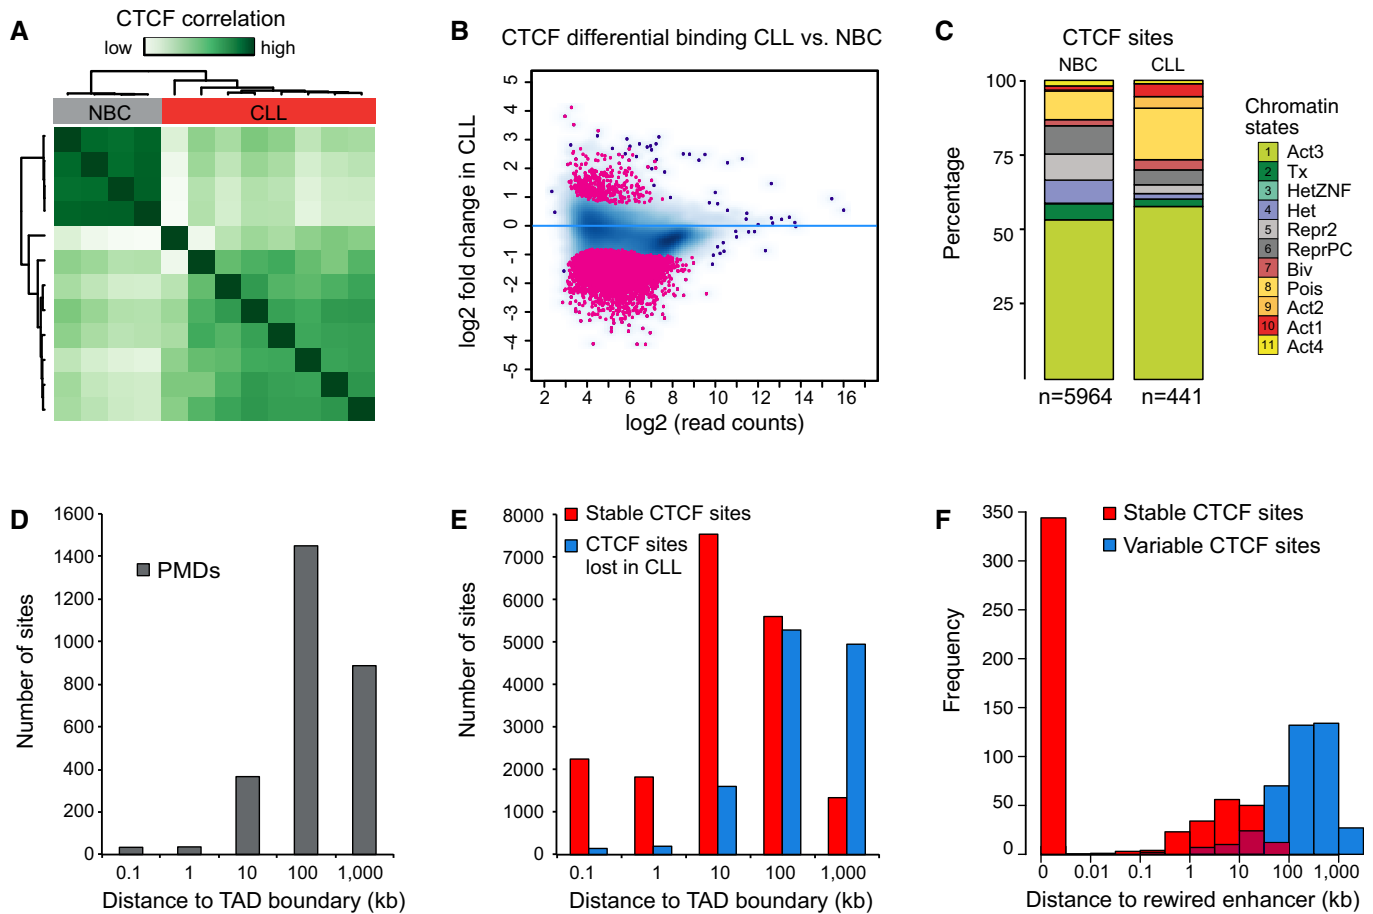 A
CTCF correlation
low
high
NBC
CLL
B
CTCF differential binding CLL vs. NBC
log2 fold change in CLL
5
4
3
2
1
0
-1
-2
-3
-4
-5
2 4 6 8 10 12 14 16
log2 (read counts)
C
CTCF sites
NBC CLL
Percentage
100
75
50
25
n=5964
n=441
Chromatin
states
1 Act3
2 Tx
3 HetZNF
4 Het
5 Repr2
6 ReprPC
7 Biv
8 Pois
9 Act2
10 Act1
11 Act4
D
Number of sites
1600
1400
1200
1000
800
600
400
200
0
PMDs
0.1 1 10 100 1,000
Distance to TAD boundary (kb)
E
Number of sites
8000
7000
6000
5000
4000
3000
2000
1000
0
Stable CTCF sites
CTCF sites
lost in CLL
0.1 1 10 100 1,000
Distance to TAD boundary (kb)
F
Frequency
350
300
250
200
150
100
50
0
Stable CTCF sites
Variable CTCF sites
0 0.01 0.1 1 10 100 1,000
Distance to rewired enhancer (kb)